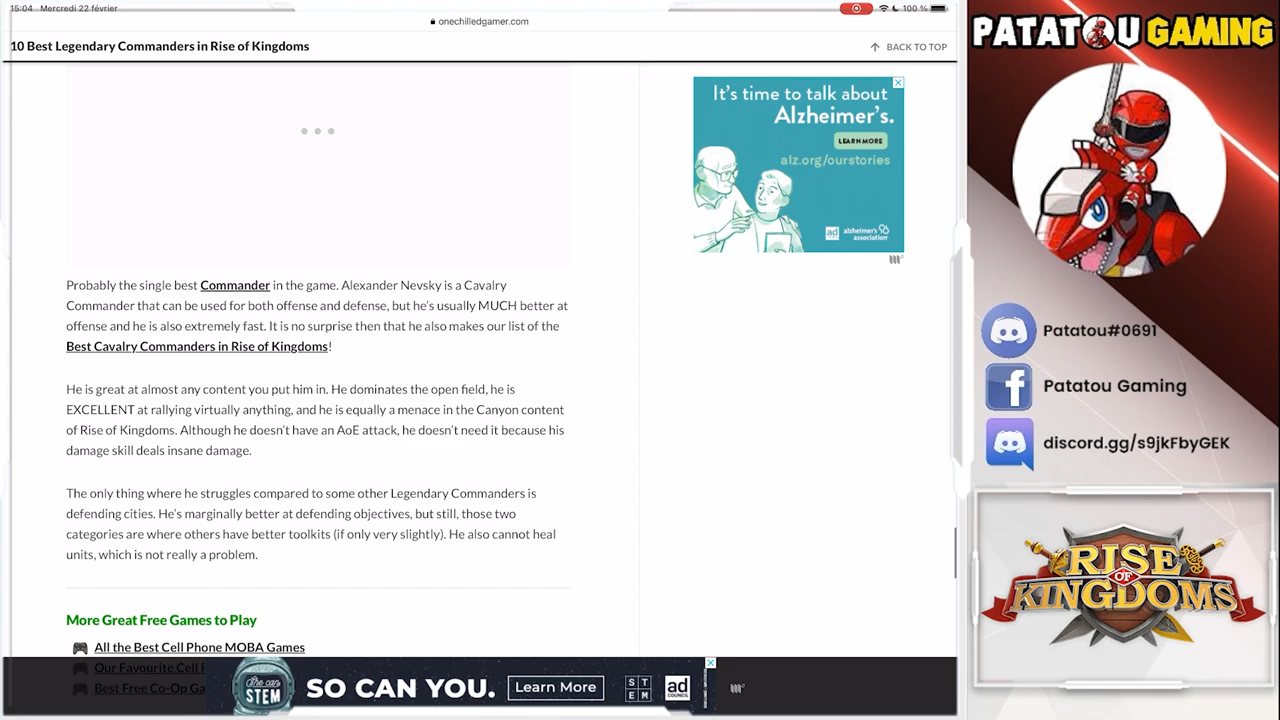 15:04 Mercredi 22 février
100 %
onechilledgamer.com
10 Best Legendary Commanders in Rise of Kingdoms
BACK TO TOP
It's time to talk about
Alzheimer's.
LEARN MORE
alz.org/ourstories
ad
alzheimer's
association
Probably the single best Commander in the game. Alexander Nevsky is a Cavalry
Commander that can be used for both offense and defense, but he's usually MUCH better at
offense and he is also extremely fast. It is no surprise then that he also makes our list of the
Best Cavalry Commanders in Rise of Kingdoms!
He is great at almost any content you put him in. He dominates the open field, he is
EXCELLENT at rallying virtually anything, and he is equally a menace in the Canyon content
of Rise of Kingdoms. Although he doesn't have an AoE attack, he doesn't need it because his
damage skill deals insane damage.
The only thing where he struggles compared to some other Legendary Commanders is
defending cities. He's marginally better at defending objectives, but still, those two
categories are where others have better toolkits (if only very slightly). He also cannot heal
units, which is not really a problem.
More Great Free Games to Play
All the Best Cell Phone MOBA Games
Our Favourite Cell P
Best Free Co-Op Ga
She can
STEM
SO CAN YOU.
Learn More
ST
EM
ad
COUNCIL
PATATOU GAMING
Patatou#0691
Patatou Gaming
discord.gg/s9jkFbyGEK
RISE
OF
KINGDOMS